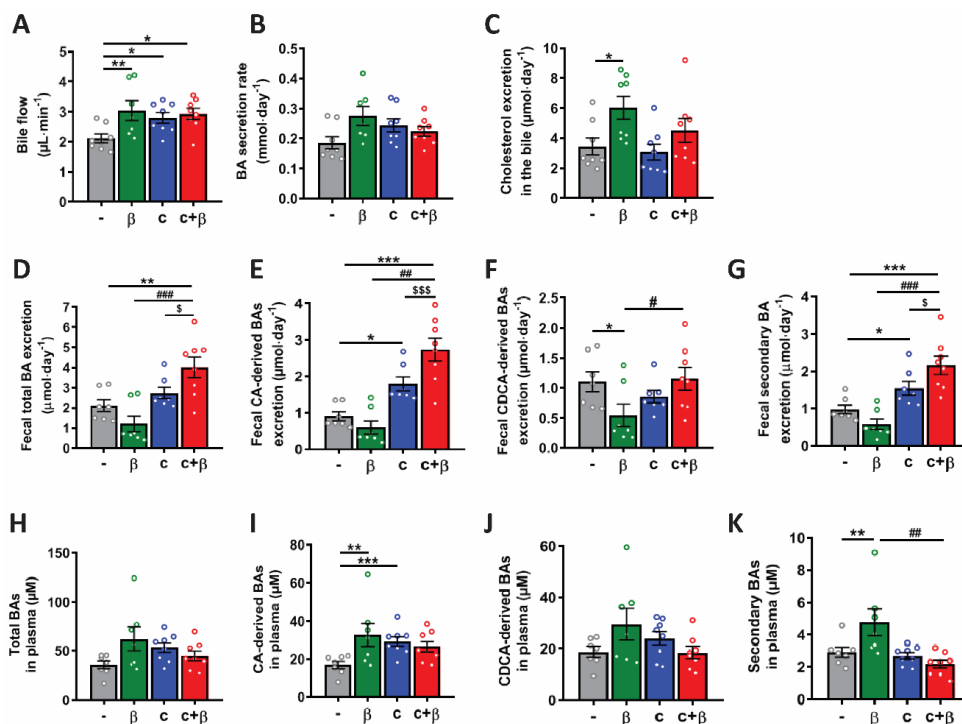 A
Bile flow
(µL·min⁻¹)
5
4
3
2
1
0
*
*
**
- β c c+β
B
BA secretion rate
(mmol·day⁻¹)
0.5
0.4
0.3
0.2
0.1
0.0
- β c c+β
C
Cholesterol excretion
in the bile (µmol·day⁻¹)
10
8
6
4
2
0
*
- β c c+β
D
Fecal total BA excretion
(µmol·day⁻¹)
7
6
5
4
3
2
1
0
**
###
$
- β c c+β
E
Fecal CA-derived BAs
excretion (µmol·day⁻¹)
4
3
2
1
0
***
##
$$$
*
- β c c+β
F
Fecal CDCA-derived BAs
excretion (µmol·day⁻¹)
2.5
2.0
1.5
1.0
0.5
0.0
#
*
- β c c+β
G
Fecal secondary BA
excretion (µmol·day⁻¹)
4
3
2
1
0
***
###
$
*
- β c c+β
H
Total BAs
in plasma (µM)
150
100
50
0
- β c c+β
I
CA-derived BAs
in plasma (µM)
80
60
40
20
0
**
***
- β c c+β
J
CDCA-derived BAs
in plasma (µM)
60
40
20
0
- β c c+β
K
Secondary BAs
in plasma (µM)
10
8
6
4
2
0
**
##
- β c c+β